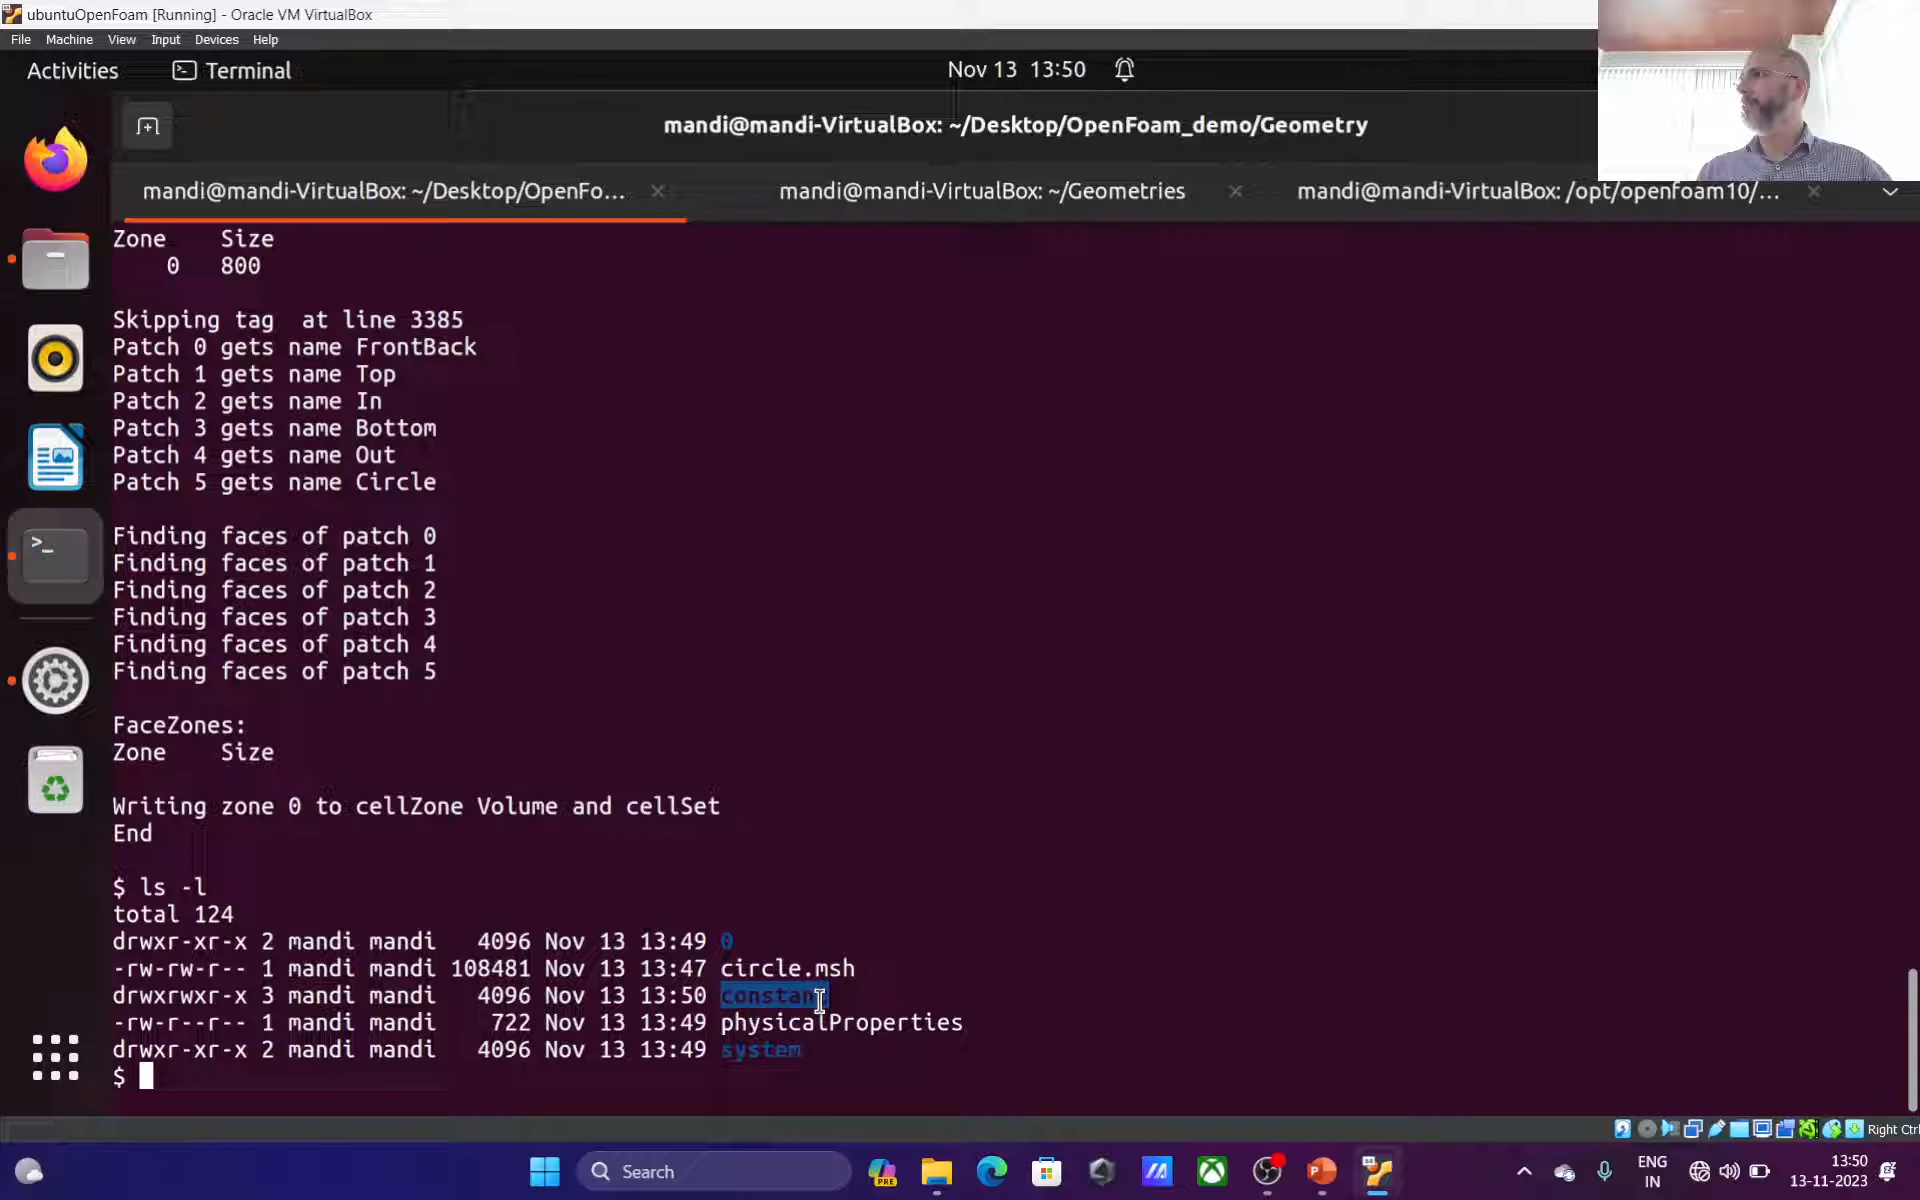 ubuntuOpenFoam [Running] - Oracle VM VirtualBox
File Machine View Input Devices Help
Activities Terminal Nov 13 13:50
mandi@mandi-VirtualBox: ~/Desktop/OpenFoam_demo/Geometry
mandi@mandi-VirtualBox: ~/Desktop/OpenFo... mandi@mandi-VirtualBox: ~/Geometries mandi@mandi-VirtualBox: /opt/openfoam10/...
Zone Size
0 800
Skipping tag at line 3385
Patch 0 gets name FrontBack
Patch 1 gets name Top
Patch 2 gets name In
Patch 3 gets name Bottom
Patch 4 gets name Out
Patch 5 gets name Circle
Finding faces of patch 0
Finding faces of patch 1
Finding faces of patch 2
Finding faces of patch 3
Finding faces of patch 4
Finding faces of patch 5
FaceZones:
Zone Size
Writing zone 0 to cellZone Volume and cellSet
End
$ ls -l
total 124
drwxr-xr-x 2 mandi mandi 4096 Nov 13 13:49 0
-rw-rw-r-- 1 mandi mandi 108481 Nov 13 13:47 circle.msh
drwxrwxr-x 3 mandi mandi 4096 Nov 13 13:50 constant
-rw-r--r-- 1 mandi mandi 722 Nov 13 13:49 physicalProperties
drwxr-xr-x 2 mandi mandi 4096 Nov 13 13:49 system
$
Right Ctrl
Search
PRE
ENG
IN
13:50
13-11-2023